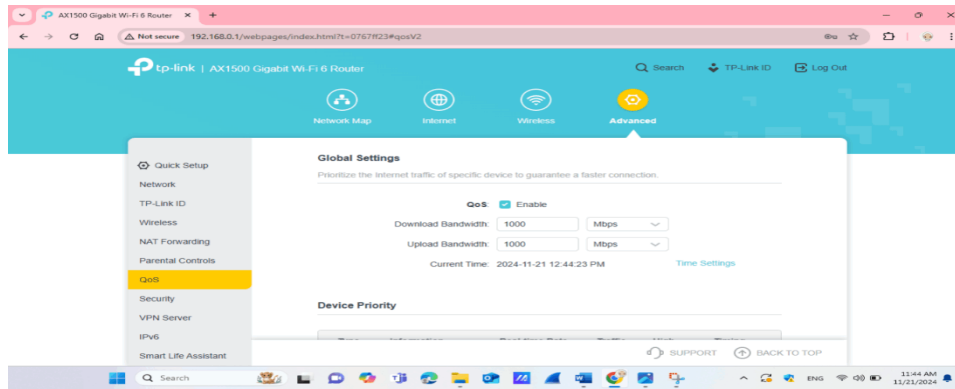 AX1500 Gigabit Wi-Fi 6 Router
Not secure 192.168.0.1/webpages/index.html?t=0767ff23#qosV2
tp-link | AX1500 Gigabit Wi-Fi 6 Router
Search TP-Link ID Log Out
Network Map Internet Wireless Advanced
Quick Setup
Network
TP-Link ID
Wireless
NAT Forwarding
Parental Controls
QoS
Security
VPN Server
IPv6
Smart Life Assistant
Global Settings
Prioritize the internet traffic of specific device to guarantee a faster connection.
QoS: Enable
Download Bandwidth: 1000 Mbps
Upload Bandwidth: 1000 Mbps
Current Time: 2024-11-21 12:44:23 PM Time Settings
Device Priority
SUPPORT BACK TO TOP
Search
ENG
11:44 AM
11/21/2024